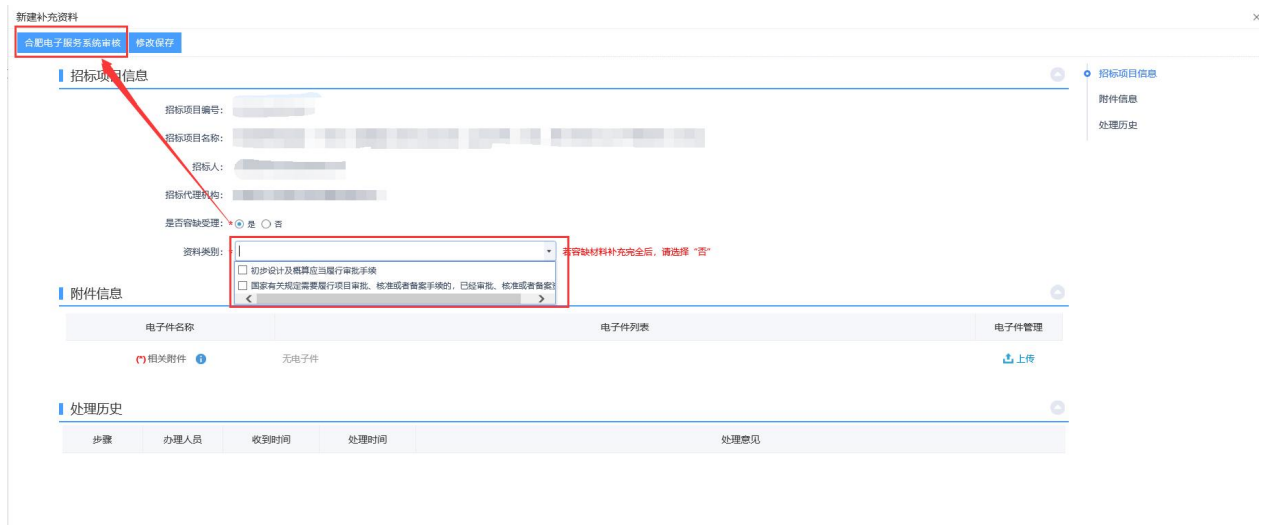 新建补充资料
合肥电子服务系统审核 修改保存
招标项目信息
招标项目编号：
招标项目名称：
招标人：
招标代理机构：
是否容缺受理： * 是 否
资料类别： * 若容缺材料补充完全后，请选择“否”
初步设计及概算应当履行审批手续
国家有关规定需要履行项目审批、核准或者备案手续的，已经审批、核准或者备案
附件信息
电子件名称 电子件列表 电子件管理
(*)相关附件 无电子件 上传
处理历史
步骤 办理人员 收到时间 处理时间 处理意见
招标项目信息
附件信息
处理历史